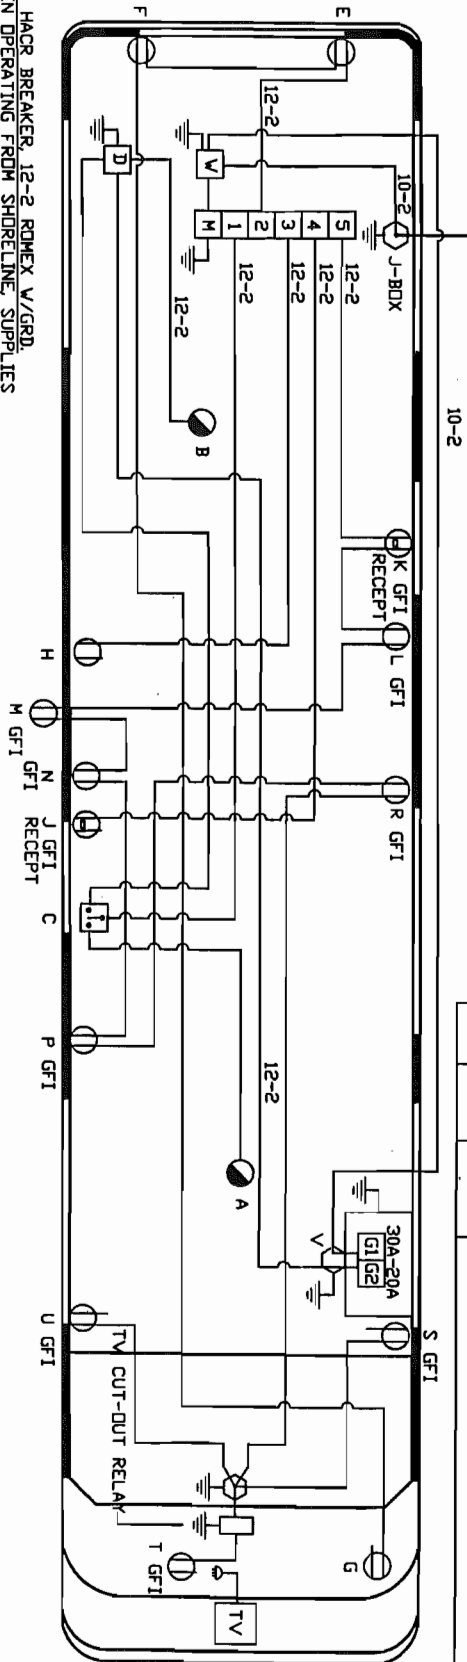 HACR BREAKER, 12-2 ROMEX W/GRD.
N OPERATING FROM SHORELINE, SUPPLIES
F
E
12-2
10-2
J-BOX
10-2
D
W
M 1 2 3 4 5
12-2
12-2
12-2
12-2
12-2
B
K GFI
RECEPT
L GFI
H
M GFI
N GFI
J GFI
RECEPT
R GFI
C
P GFI
12-2
A
30A-20A
G1 G2
V
S GFI
U GFI
TV CUT-OUT RELAY
T GFI
G
TV